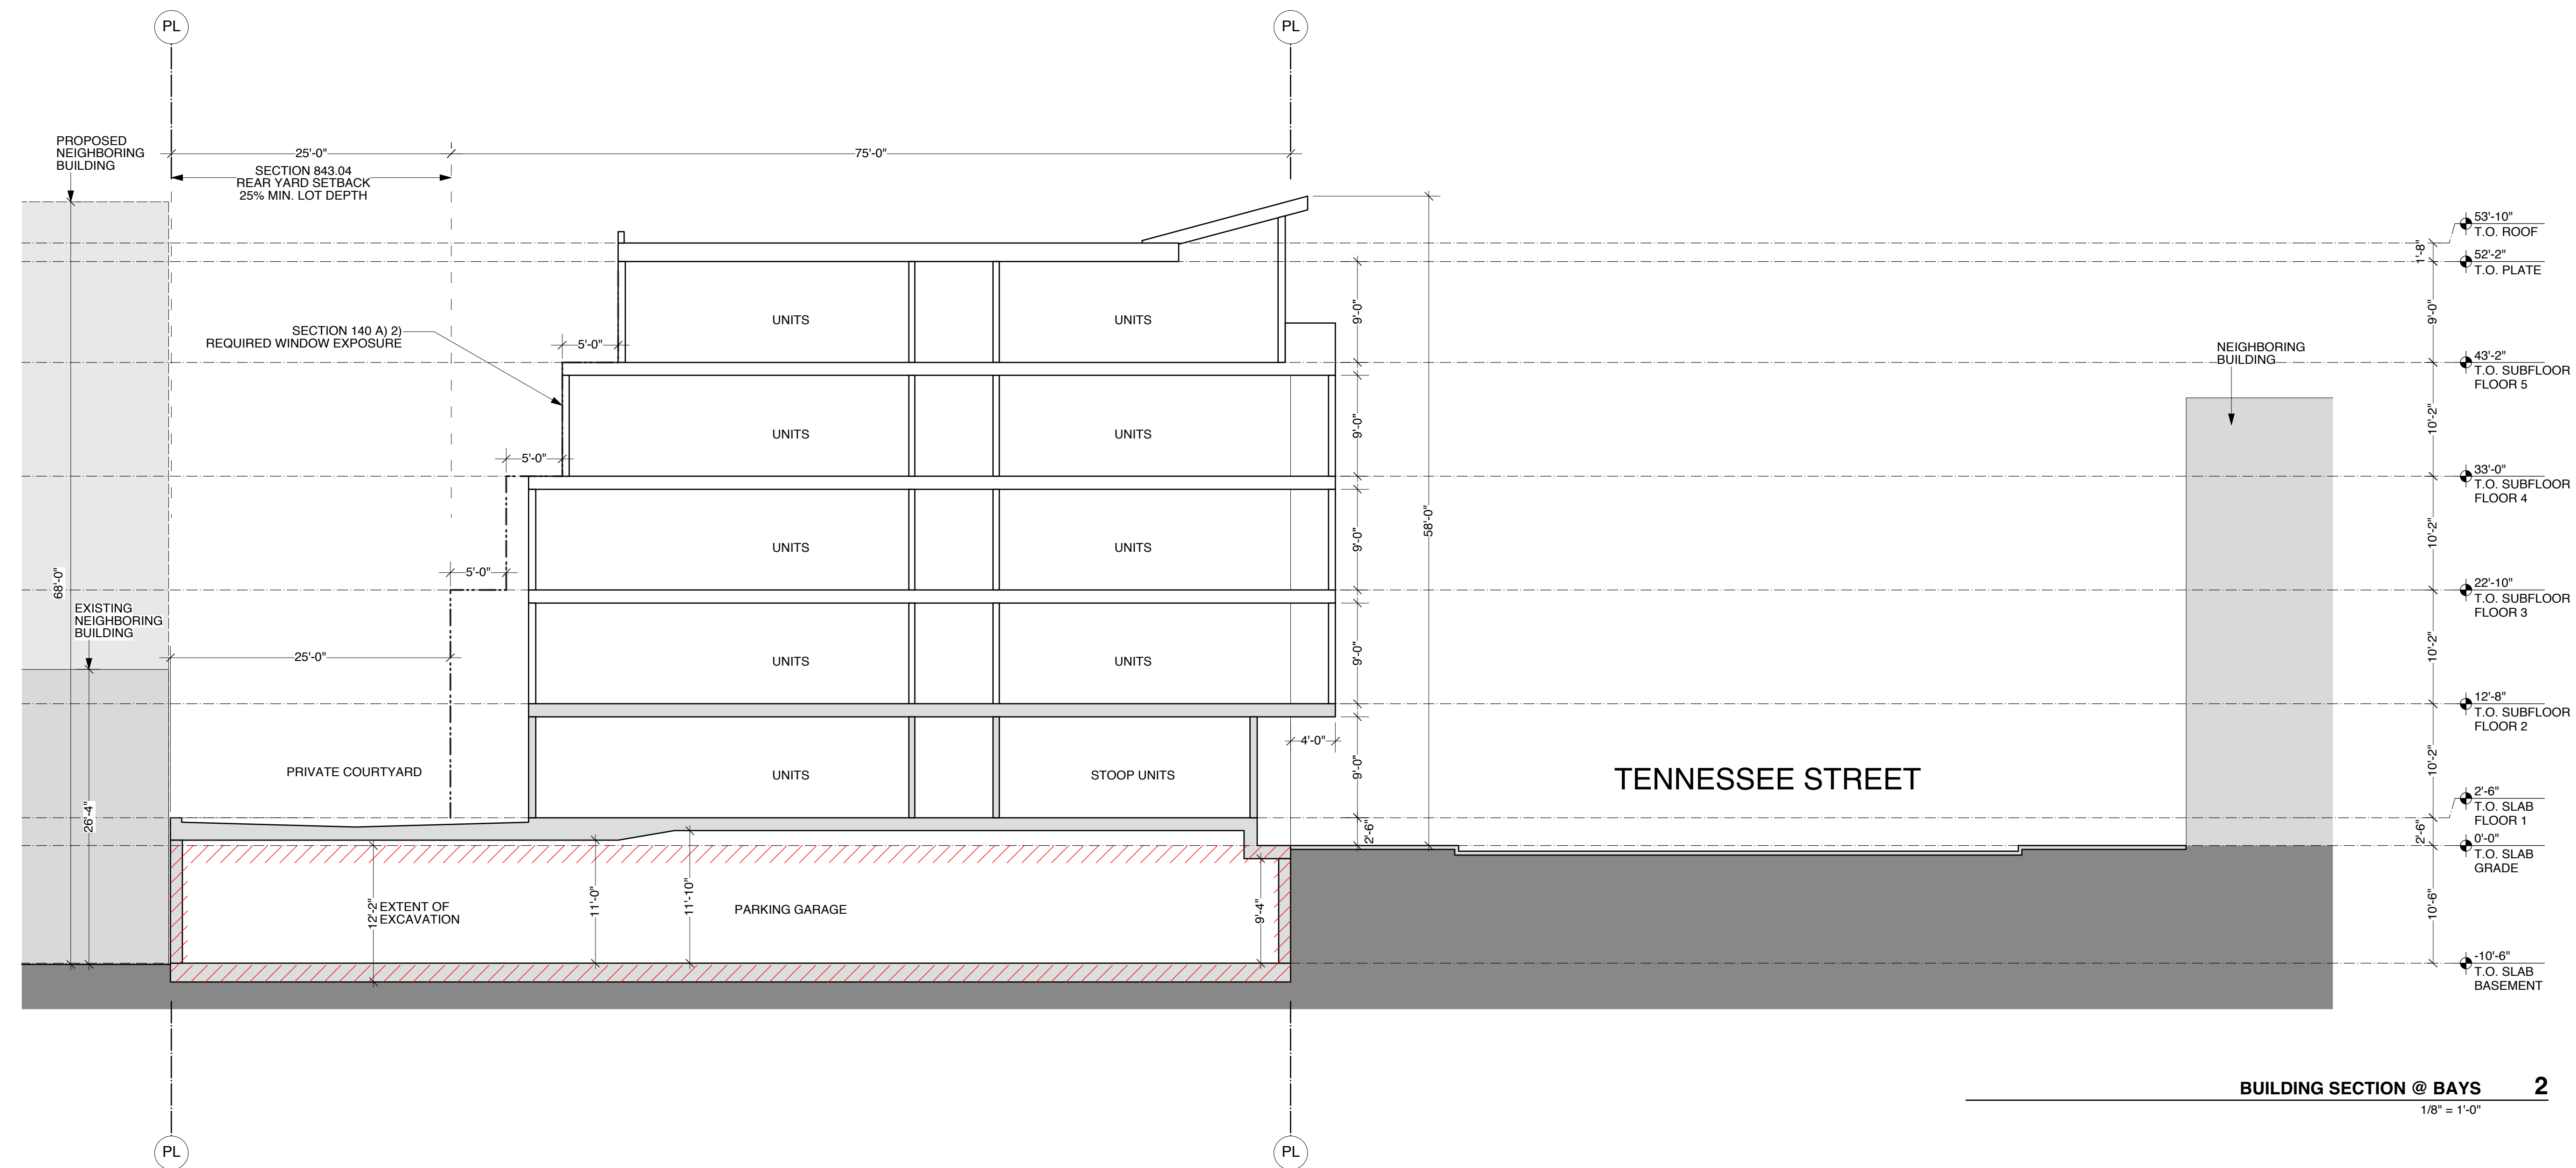 PL
PL
PROPOSED
NEIGHBORING
BUILDING
25'-0"
75'-0"
SECTION 843.04
REAR YARD SETBACK
25% MIN. LOT DEPTH
53'-10"
T.O. ROOF
1'-8"
52'-2"
T.O. PLATE
UNITS
UNITS
9'-0"
9'-0"
SECTION 140 A) 2)
REQUIRED WINDOW EXPOSURE
5'-0"
NEIGHBORING
BUILDING
43'-2"
T.O. SUBFLOOR
FLOOR 5
UNITS
UNITS
9'-0"
10'-2"
5'-0"
33'-0"
T.O. SUBFLOOR
FLOOR 4
58'-0"
UNITS
UNITS
9'-0"
10'-2"
68'-0"
5'-0"
22'-10"
T.O. SUBFLOOR
FLOOR 3
EXISTING
NEIGHBORING
BUILDING
25'-0"
UNITS
UNITS
9'-0"
10'-2"
12'-8"
T.O. SUBFLOOR
FLOOR 2
4'-0"
PRIVATE COURTYARD
UNITS
STOOP UNITS
9'-0"
TENNESSEE STREET
10'-2"
26'-4"
2'-6"
T.O. SLAB
FLOOR 1
2'-6"
2'-6"
0'-0"
T.O. SLAB
GRADE
12'-2"
EXTENT OF
EXCAVATION
11'-0"
11'-10"
PARKING GARAGE
9'-4"
10'-6"
-10'-6"
T.O. SLAB
BASEMENT
BUILDING SECTION @ BAYS 2
1/8" = 1'-0"
PL
PL